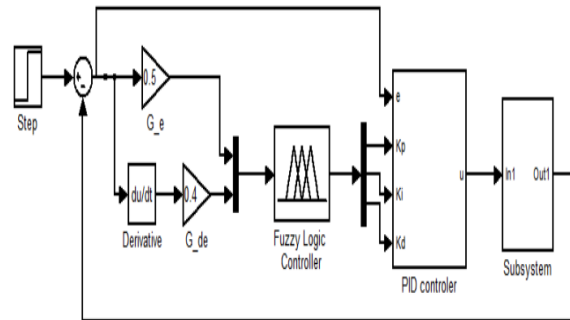 Step
+
-
0.5
G_e
du/dt
Derivative
0.4
G_de
Fuzzy Logic
Controller
e
Kp
Ki
Kd
u
PID controler
In1
Out1
Subsystem